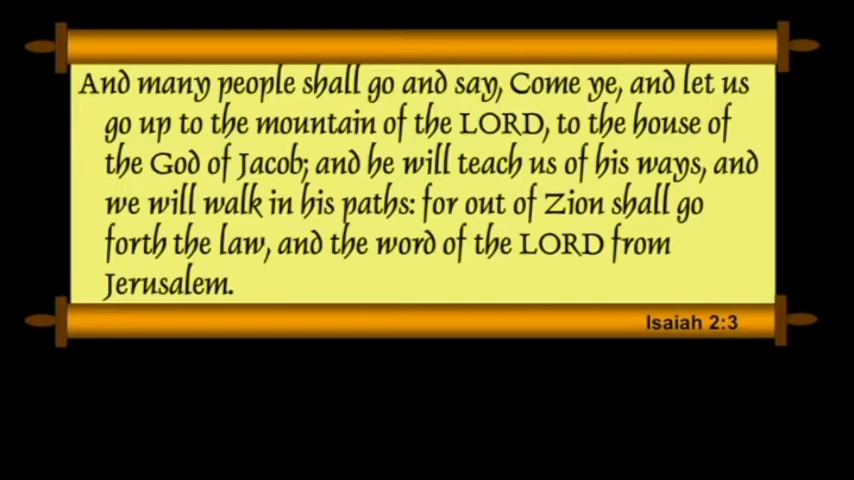 And many people shall go and say, Come ye, and let us
go up to the mountain of the LORD, to the house of
the God of Jacob; and he will teach us of his ways, and
we will walk in his paths: for out of Zion shall go
forth the law, and the word of the LORD from
Jerusalem.
Isaiah 2:3